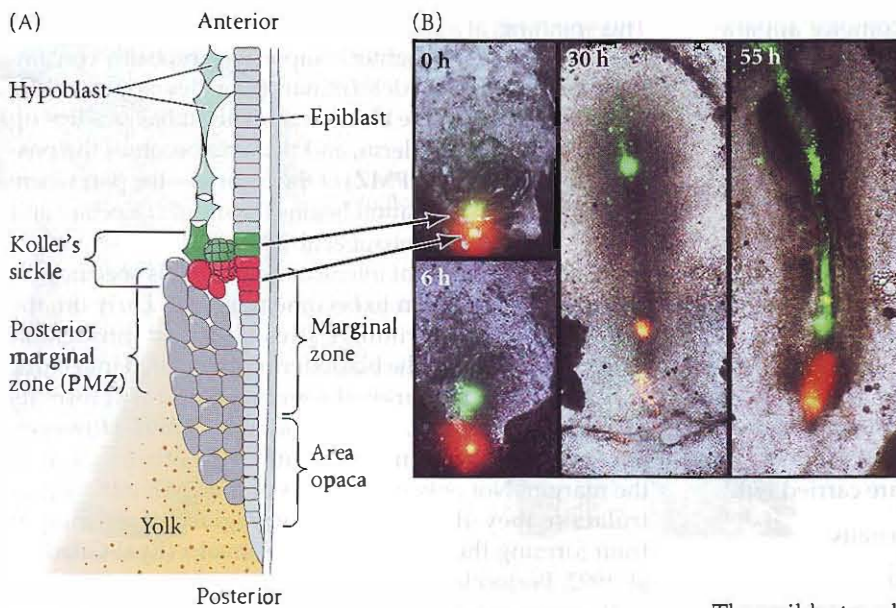 (A)
Anterior
Hypoblast
Epiblast
Koller's
sickle
Posterior
marginal
zone (PMZ)
Marginal
zone
Area
opaca
Yolk
Posterior
(B)
0 h
30 h
55 h
6 h